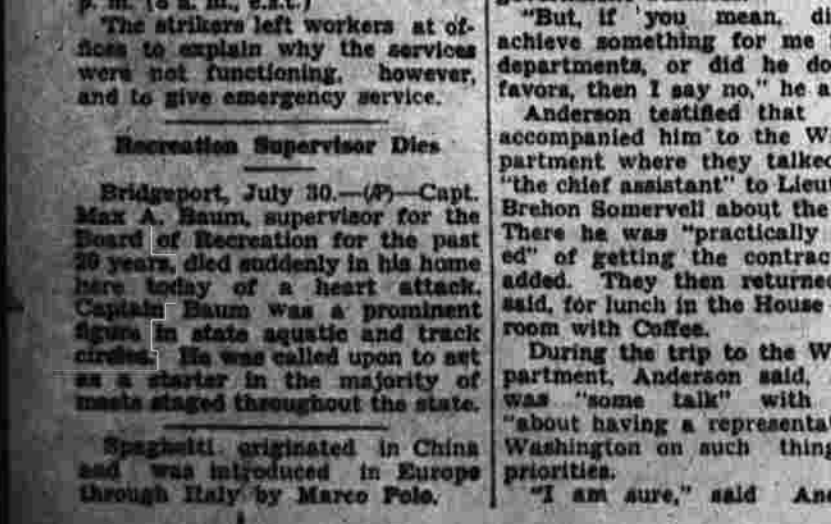 p. m. (8 a. m., e.s.t.)
The strikers left workers at of-
fices to explain why the services
were not functioning, however,
and to give emergency service.
Recreation Supervisor Dies
Bridgeport, July 30.—(AP)—Capt.
Max A. Baum, supervisor for the
Board of Recreation for the past
20 years, died suddenly in his home
here today of a heart attack.
Captain Baum was a prominent
figure in state aquatic and track
circles. He was called upon to act
as a starter in the majority of
meets staged throughout the state.
Spaghetti originated in China
and was introduced in Europe
through Italy by Marco Polo.
"But, if you mean, di
achieve something for me
departments, or did he do
favors, then I say no," he a
Anderson testified that
accompanied him to the W
partment where they talked
"the chief assistant" to Lieu
Brehon Somervell about the
There he was "practically
ed" of getting the contrac
added. They then returned
said, for lunch in the House
room with Coffee.
During the trip to the W
partment, Anderson said,
was "some talk" with
"about having a representa
Washington on such thing
priorities.
"I am sure," said And